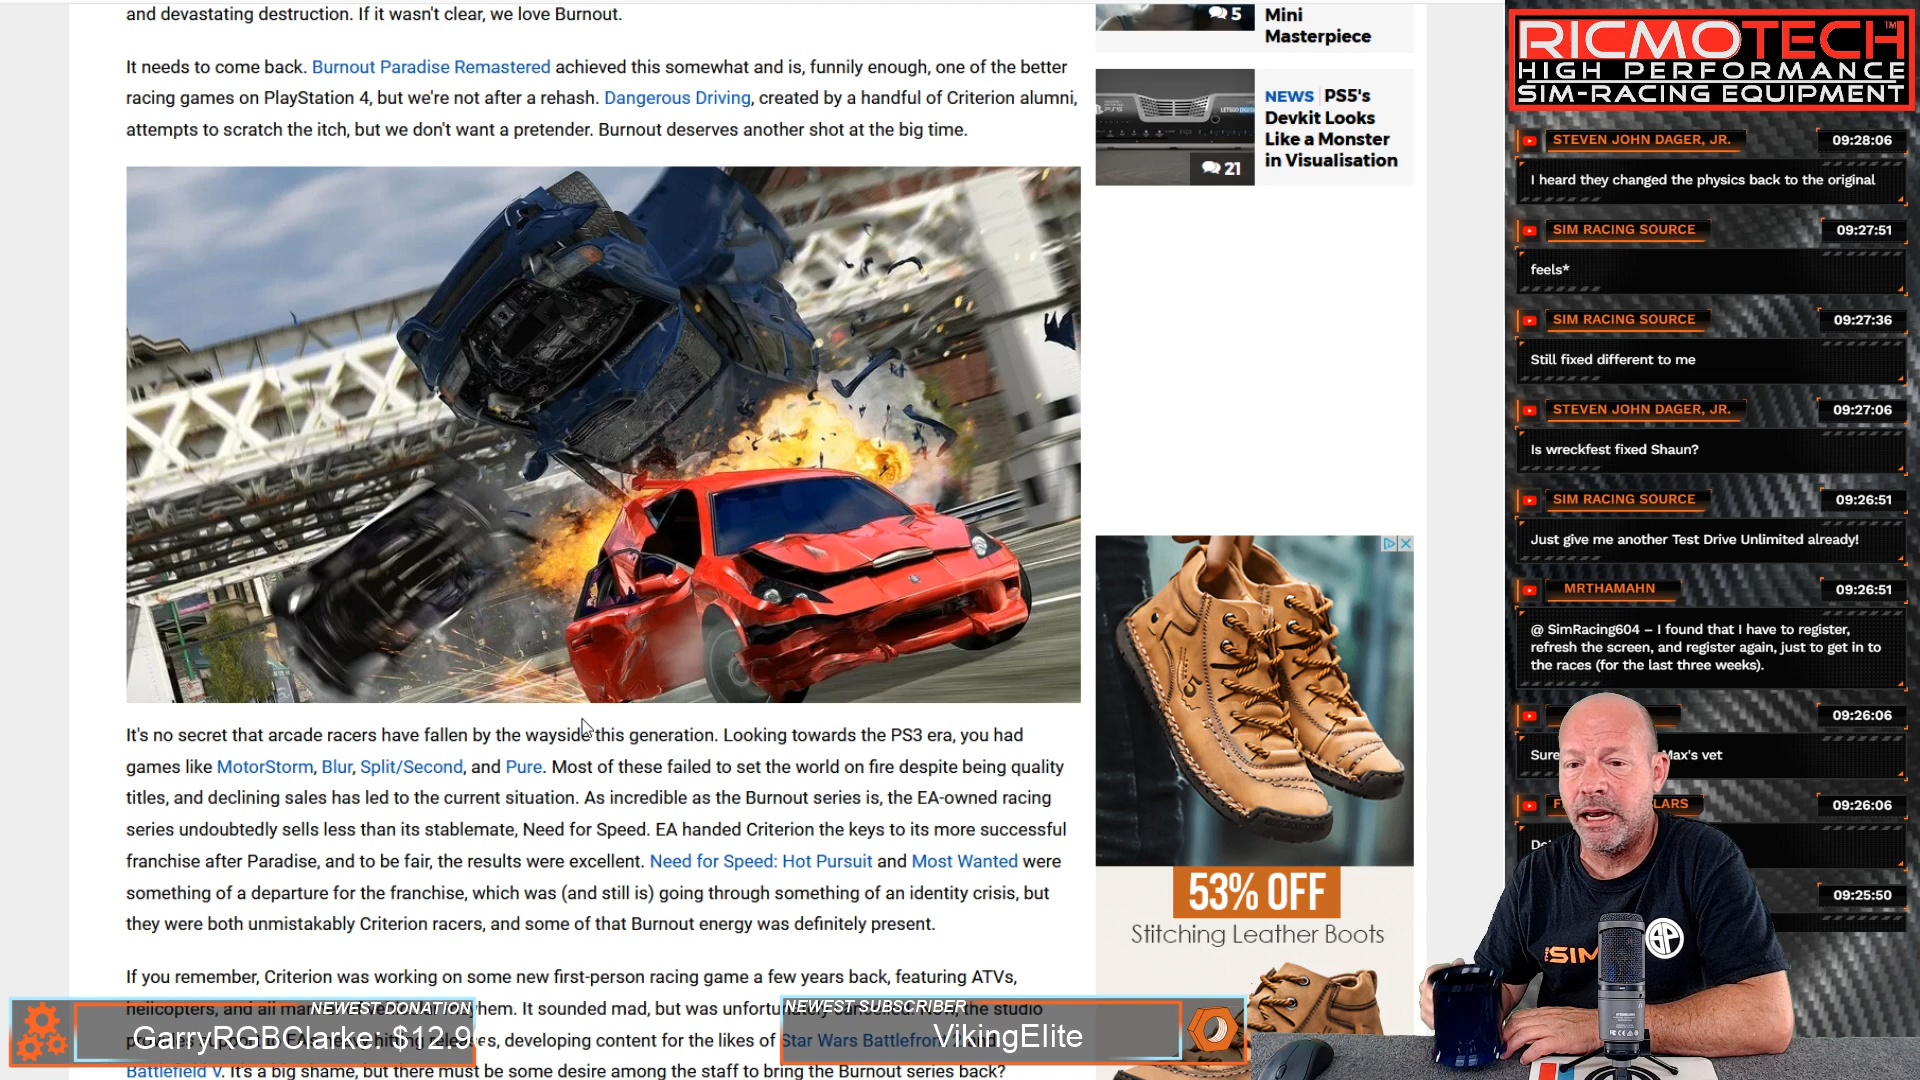 and devastating destruction. If it wasn't clear, we love Burnout.
It needs to come back. Burnout Paradise Remastered achieved this somewhat and is, funnily enough, one of the better
racing games on PlayStation 4, but we're not after a rehash. Dangerous Driving, created by a handful of Criterion alumni,
attempts to scratch the itch, but we don't want a pretender. Burnout deserves another shot at the big time.
It's no secret that arcade racers have fallen by the wayside this generation. Looking towards the PS3 era, you had
games like MotorStorm, Blur, Split/Second, and Pure. Most of these failed to set the world on fire despite being quality
titles, and declining sales has led to the current situation. As incredible as the Burnout series is, the EA-owned racing
series undoubtedly sells less than its stablemate, Need for Speed. EA handed Criterion the keys to its more successful
franchise after Paradise, and to be fair, the results were excellent. Need for Speed: Hot Pursuit and Most Wanted were
something of a departure for the franchise, which was (and still is) going through something of an identity crisis, but
they were both unmistakably Criterion racers, and some of that Burnout energy was definitely present.
If you remember, Criterion was working on some new first-person racing game a few years back, featuring ATVs,
helicopters, and all It sounded mad, but was the studio
developing content for the likes of Star Wars Battlefront
Battlefield V. It's a big shame, but there must be some desire among the staff to bring the Burnout series back?
5
Mini
Masterpiece
NEWS PS5's
Devkit Looks
Like a Monster
in Visualisation
21
53% OFF
Stitching Leather Boots
NEWEST DONATION
GarryRGBClarke: $12.9
NEWEST SUBSCRIBER
VikingElite
RICMOTECH™
HIGH PERFORMANCE
SIM-RACING EQUIPMENT
STEVEN JOHN DAGER, JR. 09:28:06
I heard they changed the physics back to the original
SIM RACING SOURCE 09:27:51
feels*
SIM RACING SOURCE 09:27:36
Still fixed different to me
STEVEN JOHN DAGER, JR. 09:27:06
Is wreckfest fixed Shaun?
SIM RACING SOURCE 09:26:51
Just give me another Test Drive Unlimited already!
MRTHAMAHN 09:26:51
@ SimRacing604 – I found that I have to register,
refresh the screen, and register again, just to get in to
the races (for the last three weeks).
09:26:06
Sure Max's vet
09:26:06
09:25:50
SIM